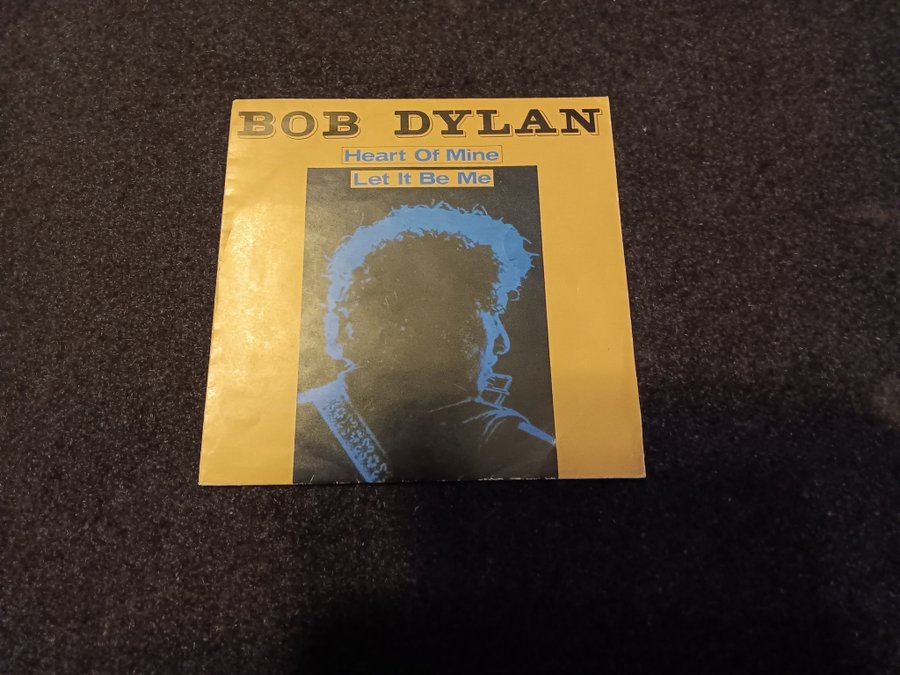 BOB DYLAN
Heart Of Mine
Let It Be Me